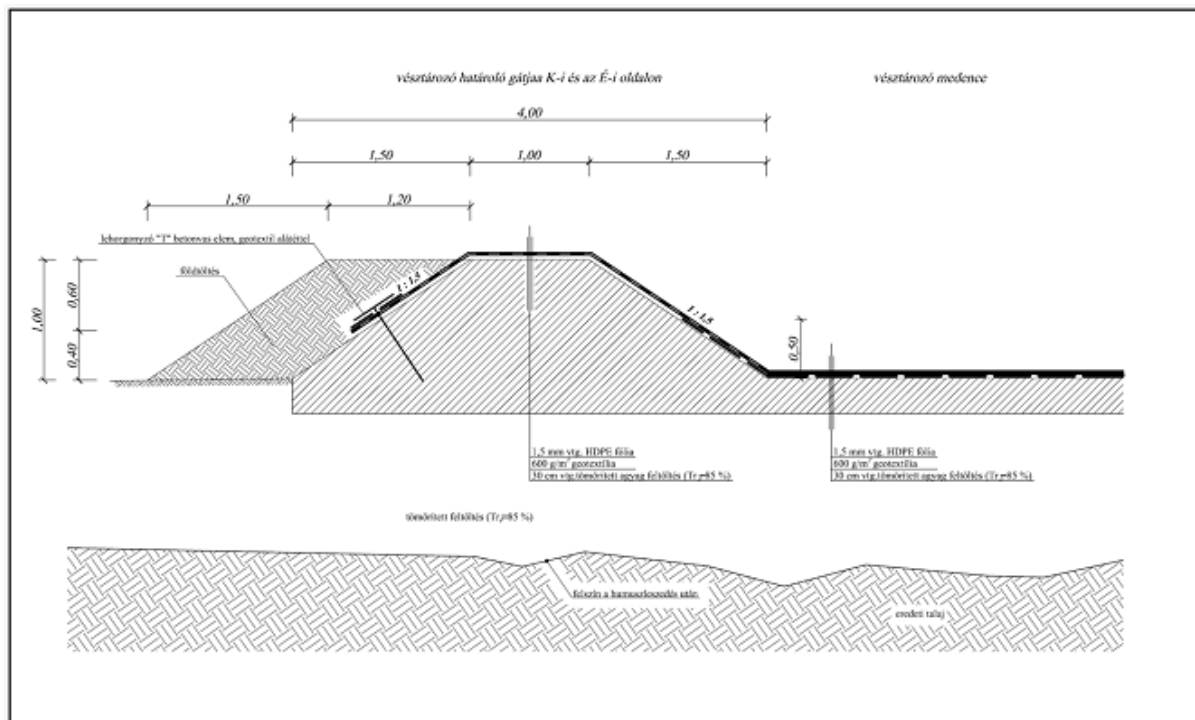 vésztározó határoló gátjaa K-i és az É-i oldalon
vésztározó medence
4,00
1,50
1,00
1,50
1,50
1,20
lehorgonyzó "T" betonvas elem, geotextil alátéttel
földtöltés
1 : 1,5
1 : 1,5
1,00
0,60
0,40
0,50
1,5 mm vtg. HDPE fólia
600 g/m² geotextília
30 cm vtg.tömörített agyag feltöltés (Trρ=85 %)
1,5 mm vtg. HDPE fólia
600 g/m² geotextília
30 cm vtg.tömörített agyag feltöltés (Trρ=85 %)
tömörített feltöltés (Trρ=85 %)
felszín a humuszleszedés után
eredeti talaj